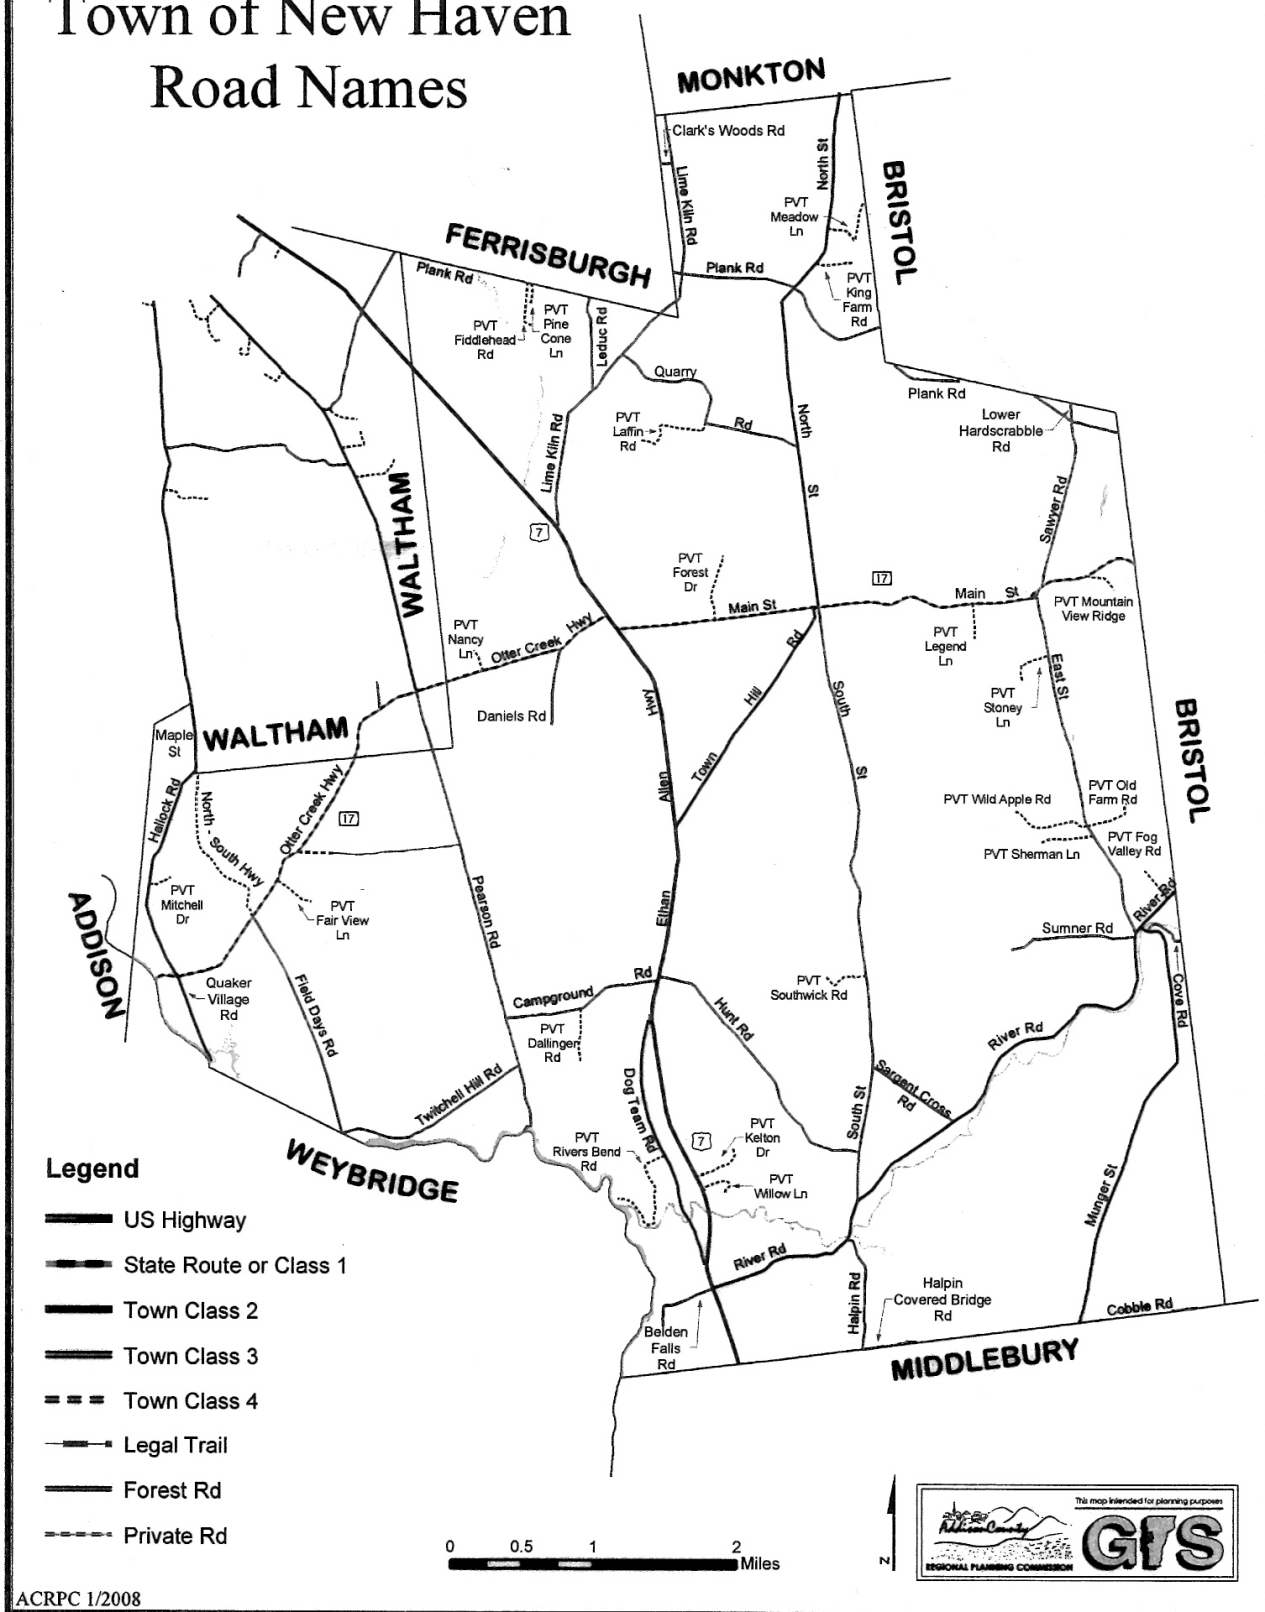 Town of New Haven
Road Names
MONKTON
Clark's Woods Rd
North St
Lime Kiln Rd
BRISTOL
PVT
Meadow
Ln
FERRISBURGH
Plank Rd
Plank Rd
PVT
King
Farm
Rd
PVT
Fiddlehead
Rd
PVT
Pine
Cone
Ln
Leduc Rd
Quarry
Rd
Plank Rd
Lower
Hardscrabble
Rd
PVT
Laffin
Rd
North
St
Lime Kiln Rd
Sawyer Rd
WALTHAM
7
PVT
Forest
Dr
17
Main St
Main St
PVT Mountain
View Ridge
PVT
Nancy
Ln
Otter Creek Hwy
PVT
Legend
Ln
Rd
Hill
Town
East St
PVT
Stoney
Ln
Daniels Rd
Hwy
Allen
Ethan
South
St
BRISTOL
Maple
St
WALTHAM
Hallock Rd
North - South Hwy
Otter Creek Hwy
17
PVT Wild Apple Rd
PVT Old
Farm Rd
PVT Sherman Ln
PVT Fog
Valley Rd
PVT
Mitchell
Dr
PVT
Fair View
Ln
Pearson Rd
ADDISON
River Rd
Sumner Rd
Quaker
Village
Rd
Field Days Rd
Campground
Rd
PVT
Southwick Rd
Cove Rd
PVT
Dallinger
Rd
Hunt Rd
River Rd
Twitchell Hill Rd
Dog Team Rd
Sargent Cross
Rd
South St
WEYBRIDGE
PVT
Rivers Bend
Rd
7
PVT
Kelton
Dr
PVT
Willow Ln
Munger St
River Rd
Halpin Rd
Halpin
Covered Bridge
Rd
Cobble Rd
Belden
Falls
Rd
MIDDLEBURY
Legend
US Highway
State Route or Class 1
Town Class 2
Town Class 3
Town Class 4
Legal Trail
Forest Rd
Private Rd
0 0.5 1 2
Miles
N
This map intended for planning purposes
Addison County
GIS
REGIONAL PLANNING COMMISSION
ACRPC 1/2008